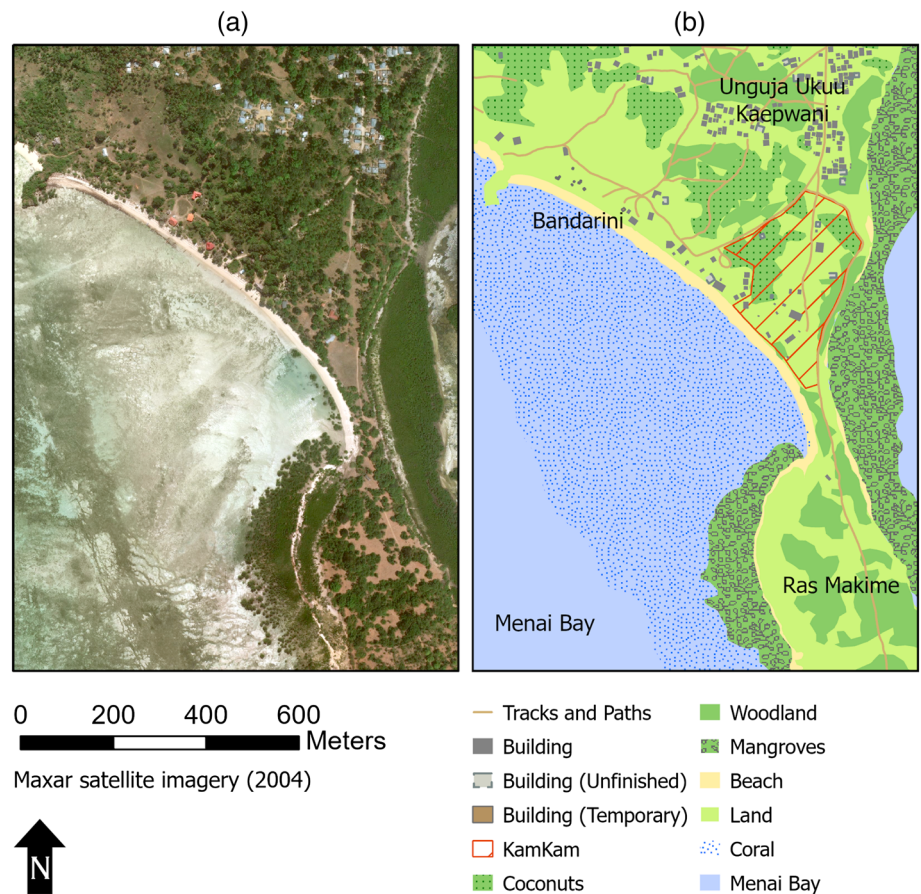 (a)
(b)
Unguja Ukuu
Kaepwani
Bandarini
Ras Makime
Menai Bay
0 200 400 600
Meters
Maxar satellite imagery (2004)
N
Tracks and Paths
Building
Building (Unfinished)
Building (Temporary)
KamKam
Coconuts
Woodland
Mangroves
Beach
Land
Coral
Menai Bay